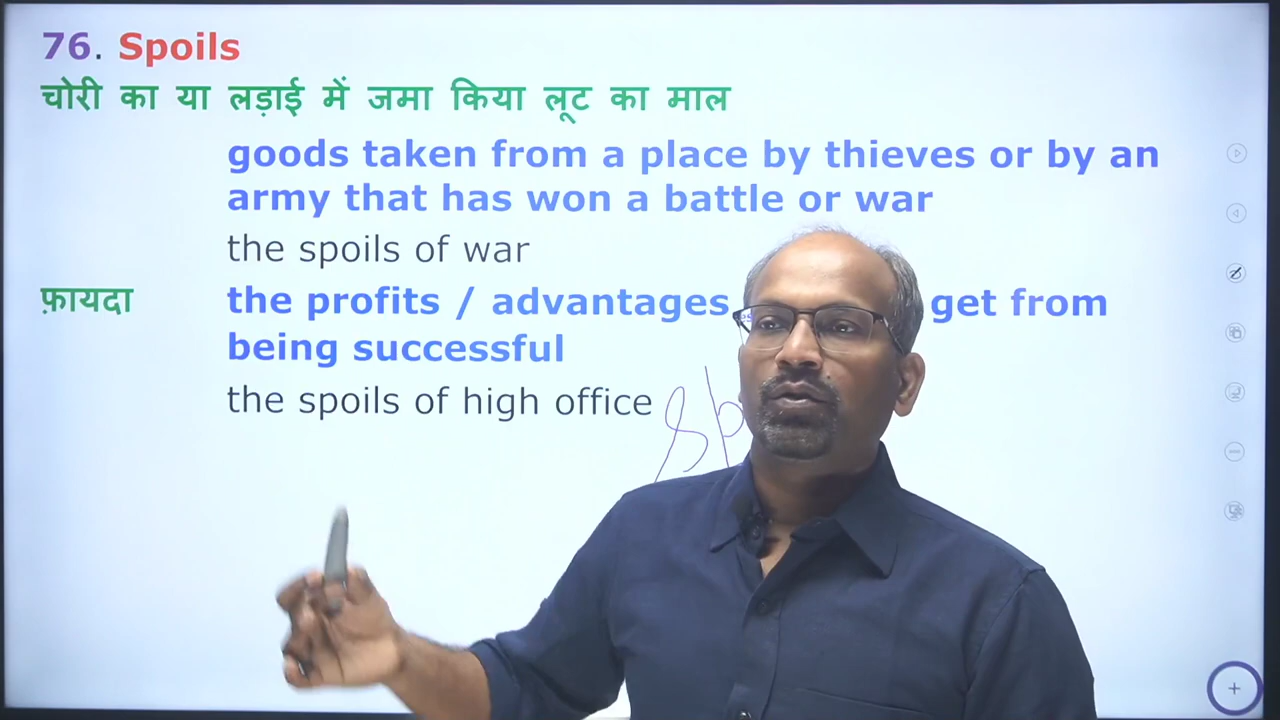 76. Spoils
चोरी का या लड़ाई में जमा किया लूट का माल
goods taken from a place by thieves or by an
army that has won a battle or war
the spoils of war
फ़ायदा the profits / advantages get from
being successful
the spoils of high office
sp